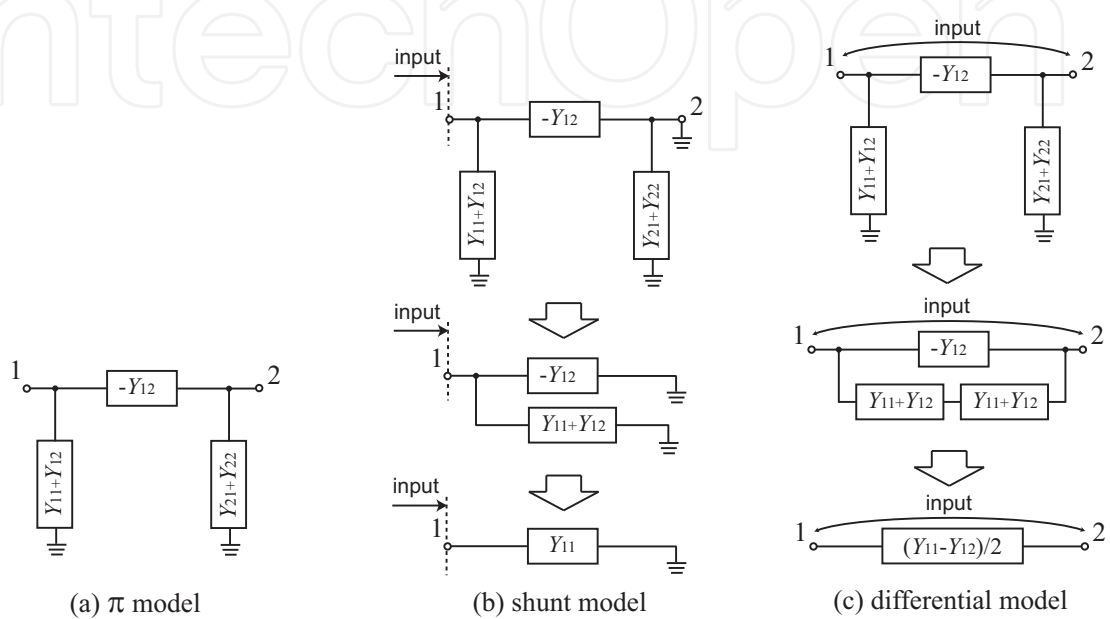 ntechOpen
(a) π model
1
-Y12
2
Y11+Y12
Y21+Y22
(b) shunt model
input
1
-Y12
2
Y11+Y12
Y21+Y22
input
1
-Y12
Y11+Y12
input
1
Y11
(c) differential model
input
1
-Y12
2
Y11+Y12
Y21+Y22
input
1
-Y12
2
Y11+Y12
Y11+Y12
input
1
(Y11-Y12)/2
2